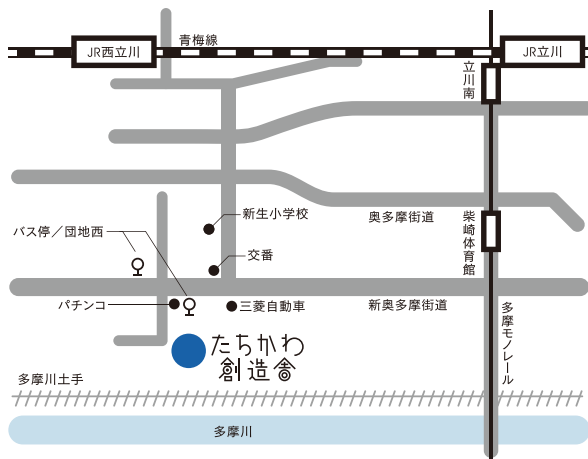 青梅線
JR西立川
JR立川
立川南
新生小学校
奥多摩街道
柴崎体育館
バス停／団地西
交番
パチンコ
三菱自動車
新奥多摩街道
多摩モノレール
たちかわ
創造舎
多摩川土手
多摩川